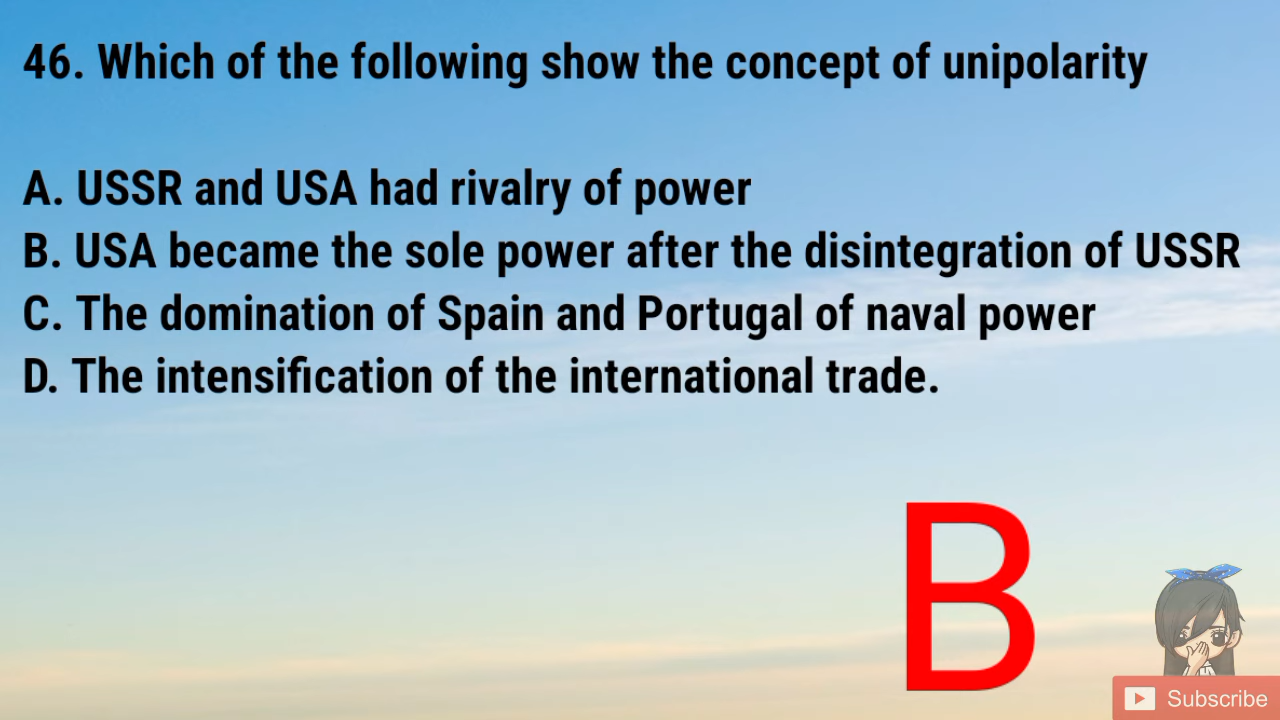 46. Which of the following show the concept of unipolarity
A. USSR and USA had rivalry of power
B. USA became the sole power after the disintegration of USSR
C. The domination of Spain and Portugal of naval power
D. The intensification of the international trade.
B
Subscribe